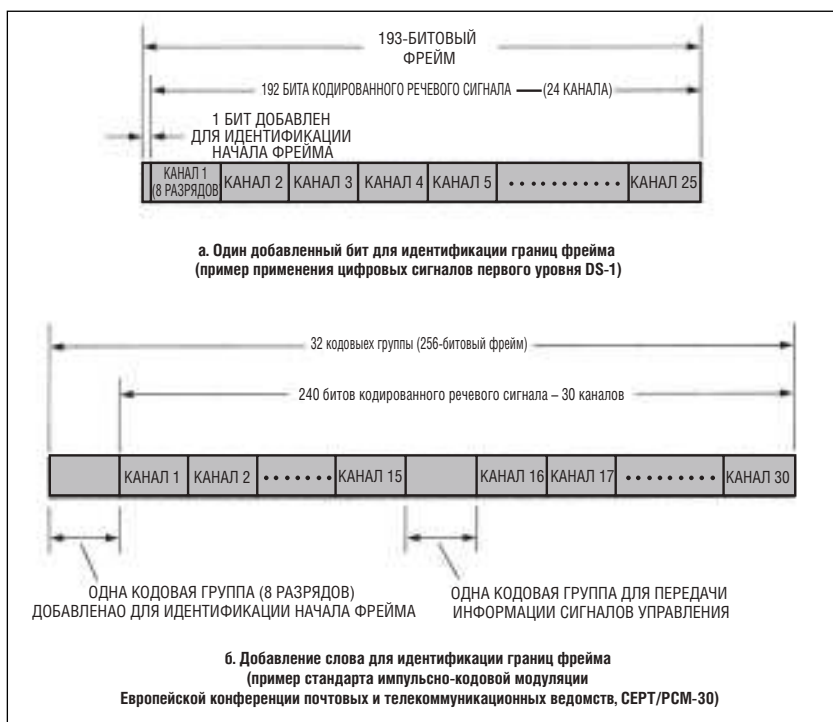 193-БИТОВЫЙ
ФРЕЙМ
192 БИТА КОДИРОВАННОГО РЕЧЕВОГО СИГНАЛА — (24 КАНАЛА)
1 БИТ ДОБАВЛЕН
ДЛЯ ИДЕНТИФИКАЦИИ
НАЧАЛА ФРЕЙМА
КАНАЛ 1
(8 РАЗРЯДОВ)
КАНАЛ 2 КАНАЛ 3 КАНАЛ 4 КАНАЛ 5 • • • • • • • • • • • КАНАЛ 25
а. Один добавленный бит для идентификации границ фрейма
(пример применения цифровых сигналов первого уровня DS-1)
32 кодовыех группы (256-битовый фрейм)
240 битов кодированного речевого сигнала – 30 каналов
КАНАЛ 1 КАНАЛ 2 • • • • • • • КАНАЛ 15 КАНАЛ 16 КАНАЛ 17 • • • • • • • • • КАНАЛ 30
ОДНА КОДОВАЯ ГРУППА (8 РАЗРЯДОВ)
ДОБАВЛЕНАО ДЛЯ ИДЕНТИФИКАЦИИ НАЧАЛА ФРЕЙМА
ОДНА КОДОВАЯ ГРУППА ДЛЯ ПЕРЕДАЧИ
ИНФОРМАЦИИ СИГНАЛОВ УПРАВЛЕНИЯ
б. Добавление слова для идентификации границ фрейма
(пример стандарта импульсно-кодовой модуляции
Европейской конференции почтовых и телекоммуникационных ведомств, CEPT/PCM-30)